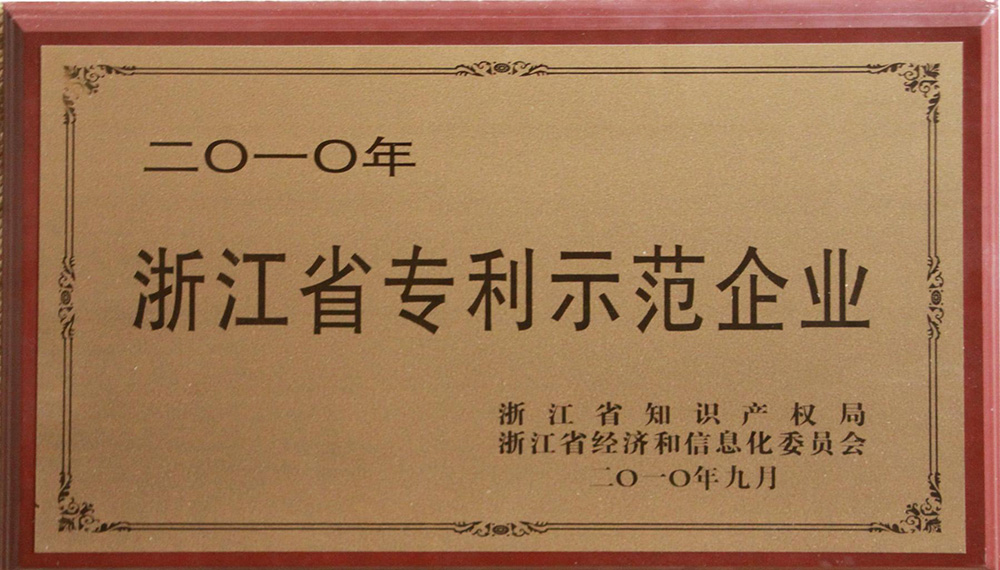 二〇一〇年
浙江省专利示范企业
浙江省知识产权局
浙江省经济和信息化委员会
二〇一〇年九月